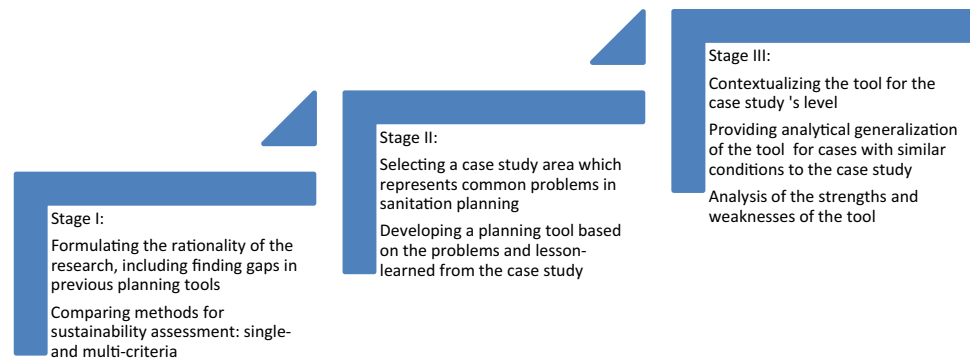 Stage I:
Formulating the rationality of the
research, including finding gaps in
previous planning tools
Comparing methods for
sustainability assessment: single-
and multi-criteria
Stage II:
Selecting a case study area which
represents common problems in
sanitation planning
Developing a planning tool based
on the problems and lesson-
learned from the case study
Stage III:
Contextualizing the tool for the
case study 's level
Providing analytical generalization
of the tool  for cases with similar
conditions to the case study
Analysis of the strengths and
weaknesses of the tool